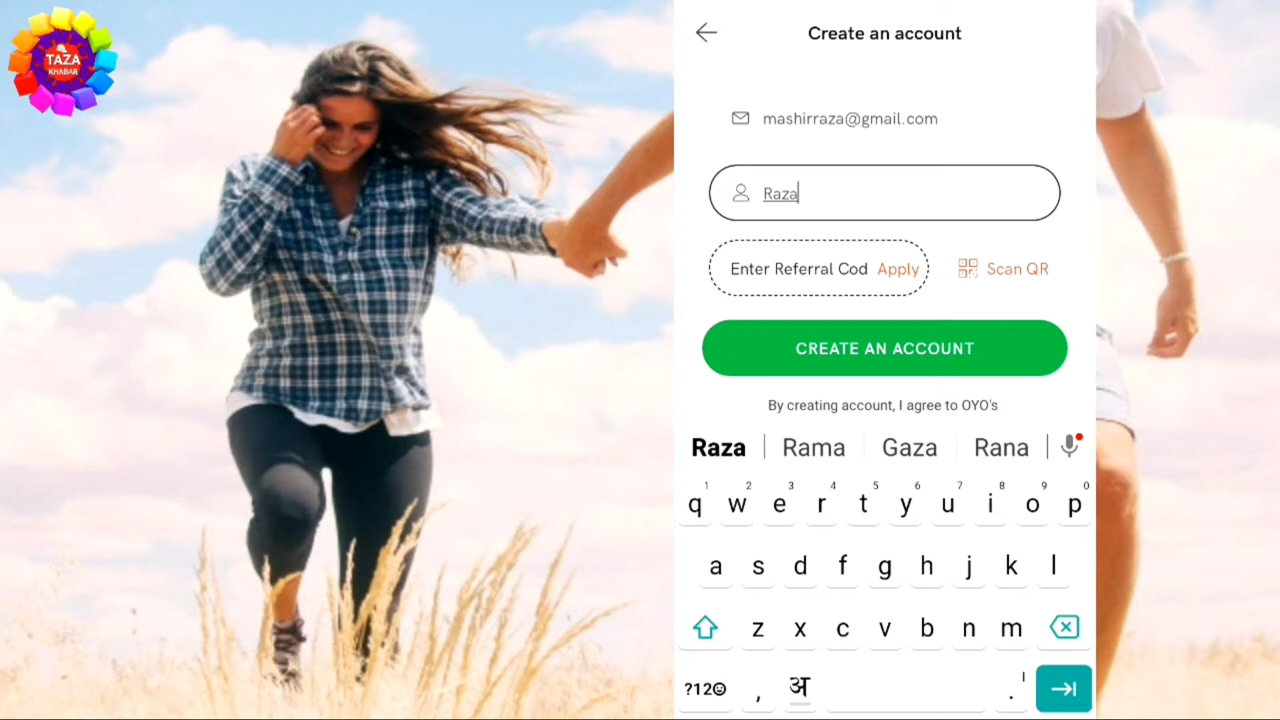 TAZA
KHABAR
Create an account
mashirraza@gmail.com
Raza
Enter Referral Cod Apply Scan QR
CREATE AN ACCOUNT
By creating account, I agree to OYO's
Raza Rama Gaza Rana
1 2 3 4 5 6 7 8 9 0
q w e r t y u i o p
a s d f g h j k l
z x c v b n m
?12☺ , अ . |